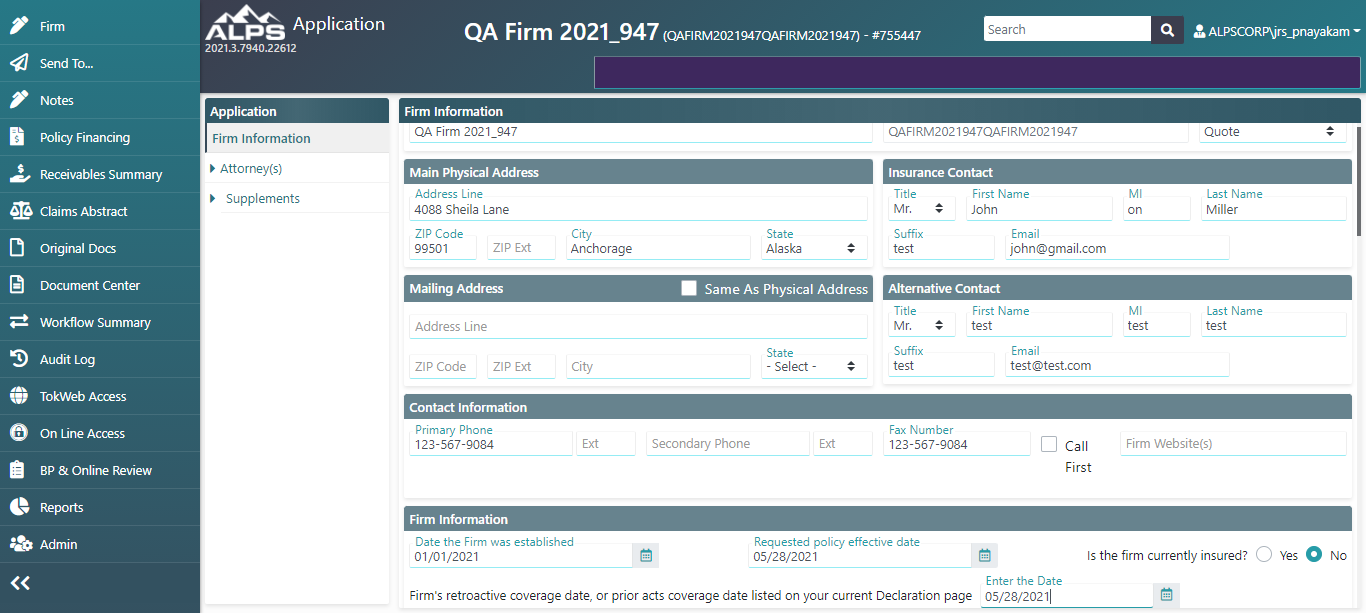 Firm
Send To...
Notes
Policy Financing
Receivables Summary
Claims Abstract
Original Docs
Document Center
Workflow Summary
Audit Log
TokWeb Access
On Line Access
BP & Online Review
Reports
Admin
ALPS Application
2021.3.7940.22612
QA Firm 2021_947 (QAFIRM2021947QAFIRM2021947) - #755447
Search
ALPSCORP\jrs_pnayakam
Application
Firm Information
Attorney(s)
Supplements
Firm Information
QA Firm 2021_947 QAFIRM2021947QAFIRM2021947 Quote
Main Physical Address
Address Line
4088 Sheila Lane
ZIP Code City State
99501 ZIP Ext Anchorage Alaska
Insurance Contact
Title First Name MI Last Name
Mr. John on Miller
Suffix Email
test john@gmail.com
Mailing Address Same As Physical Address
Address Line
State
ZIP Code ZIP Ext City - Select -
Alternative Contact
Title First Name MI Last Name
Mr. test test test
Suffix Email
test test@test.com
Contact Information
Primary Phone Fax Number
123-567-9084 Ext Secondary Phone Ext 123-567-9084 Call First Firm Website(s)
Firm Information
Date the Firm was established Requested policy effective date
01/01/2021 05/28/2021 Is the firm currently insured? Yes No
Enter the Date
Firm's retroactive coverage date, or prior acts coverage date listed on your current Declaration page 05/28/2021